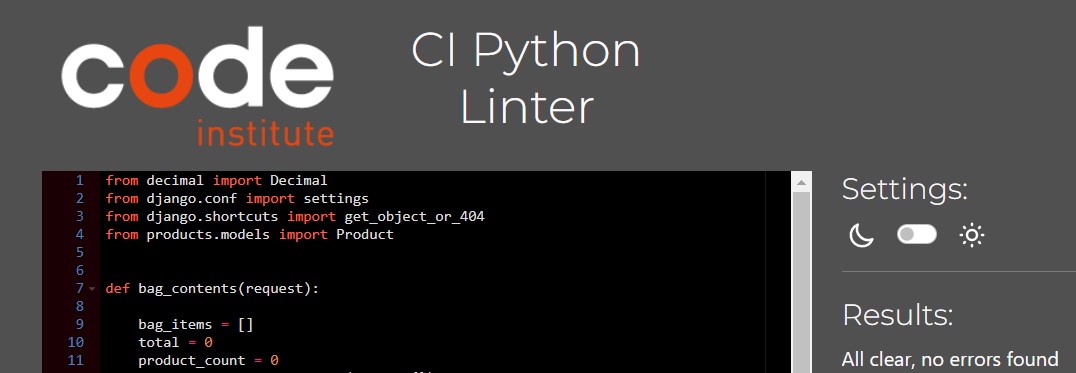 code
institute
CI Python
Linter
1 from decimal import Decimal
2 from django.conf import settings
3 from django.shortcuts import get_object_or_404
4 from products.models import Product
5
6
7 def bag_contents(request):
8
9     bag_items = []
10     total = 0
11     product_count = 0
Settings:
Results:
All clear, no errors found